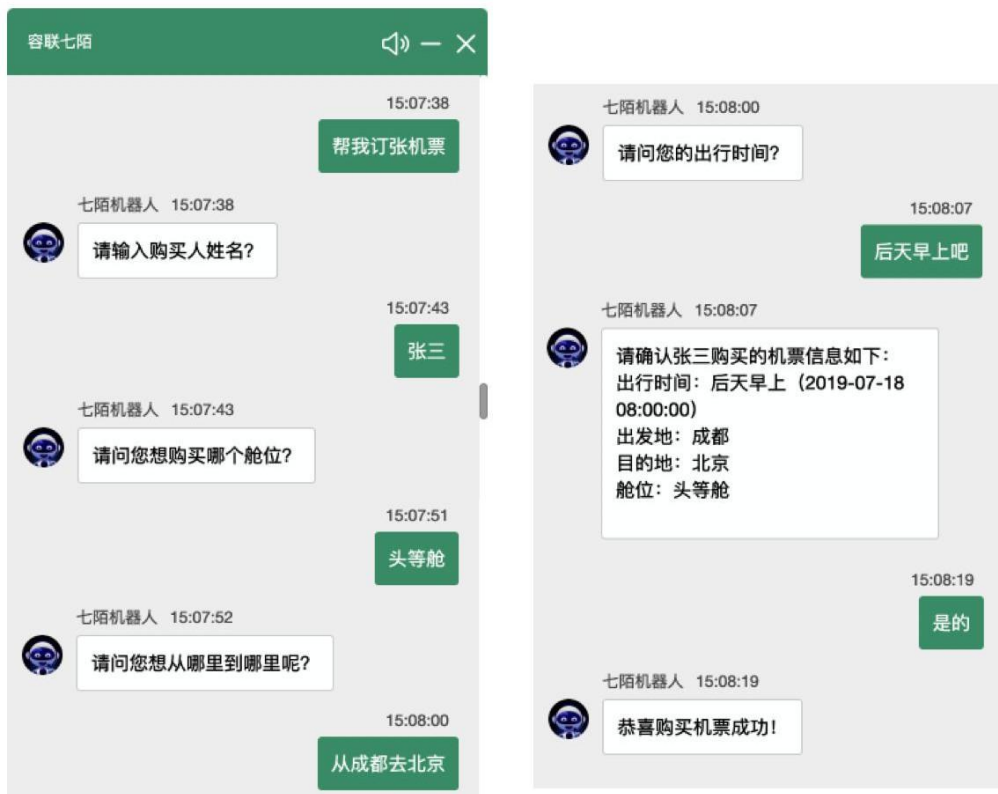 容联七陌
15:07:38
帮我订张机票
七陌机器人 15:07:38
请输入购买人姓名?
15:07:43
张三
七陌机器人 15:07:43
请问您想购买哪个舱位?
15:07:51
头等舱
七陌机器人 15:07:52
请问您想从哪里到哪里呢?
15:08:00
从成都去北京
七陌机器人 15:08:00
请问您的出行时间?
15:08:07
后天早上吧
七陌机器人 15:08:07
请确认张三购买的机票信息如下:
出行时间:后天早上(2019-07-18
08:00:00)
出发地:成都
目的地:北京
舱位:头等舱
15:08:19
是的
七陌机器人 15:08:19
恭喜购买机票成功!